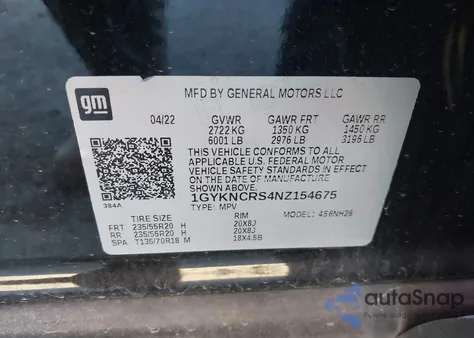 gm
MFD BY GENERAL MOTORS LLC
04/22 GVWR GAWR FRT GAWR RR
2722 KG 1350 KG 1450 KG
6001 LB 2976 LB 3196 LB
THIS VEHICLE CONFORMS TO ALL
APPLICABLE U.S. FEDERAL MOTOR
VEHICLE SAFETY STANDARDS IN EFFECT
ON THE DATE OF MANUFACTURE
384A
1GYKNCRS4NZ154675
TYPE: MPV MODEL: 4S6NH26
TIRE SIZE RIM
FRT 235/55R20 H 20X8J
RR 235/55R20 H 20X8J
SPA T135/70R18 M 18X4.5B
autoSnap